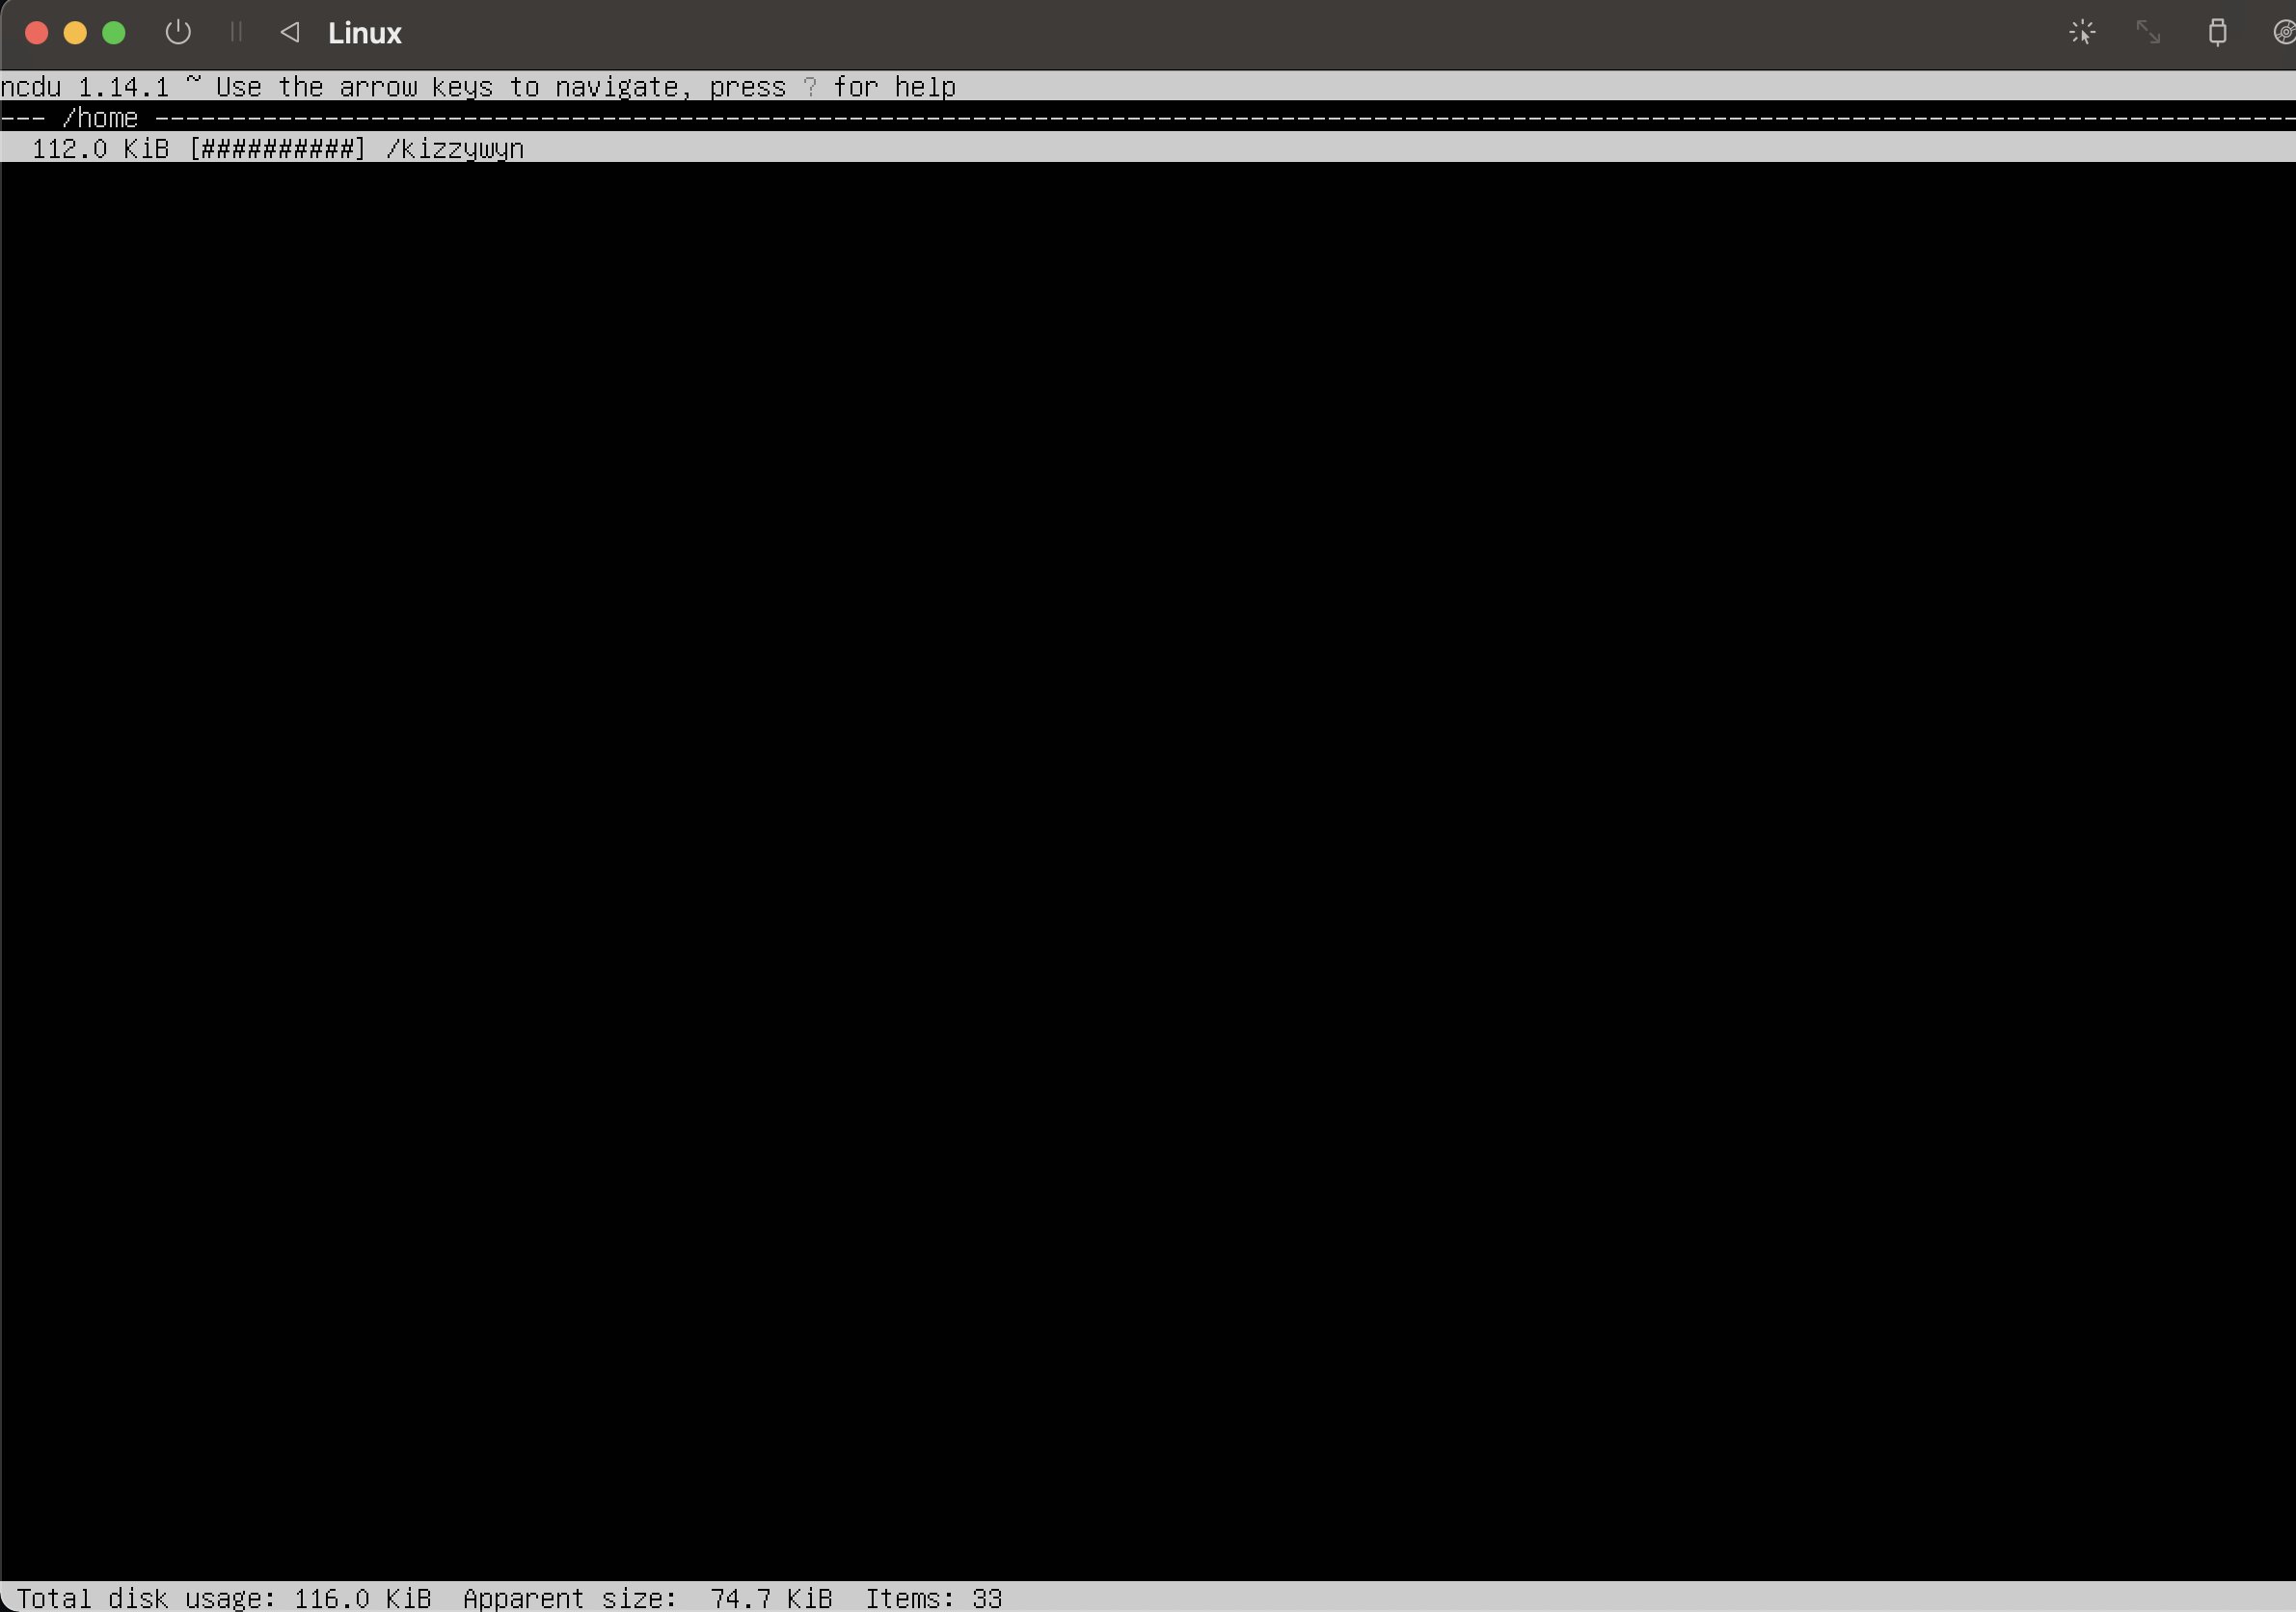 Linux
ncdu 1.14.1 ~ Use the arrow keys to navigate, press ? for help
--- /home ------------------------------------------------------------------------------------------------------------------------------------------
112.0 KiB [##########] /kizzywyn
Total disk usage: 116.0 KiB  Apparent size:  74.7 KiB  Items: 33